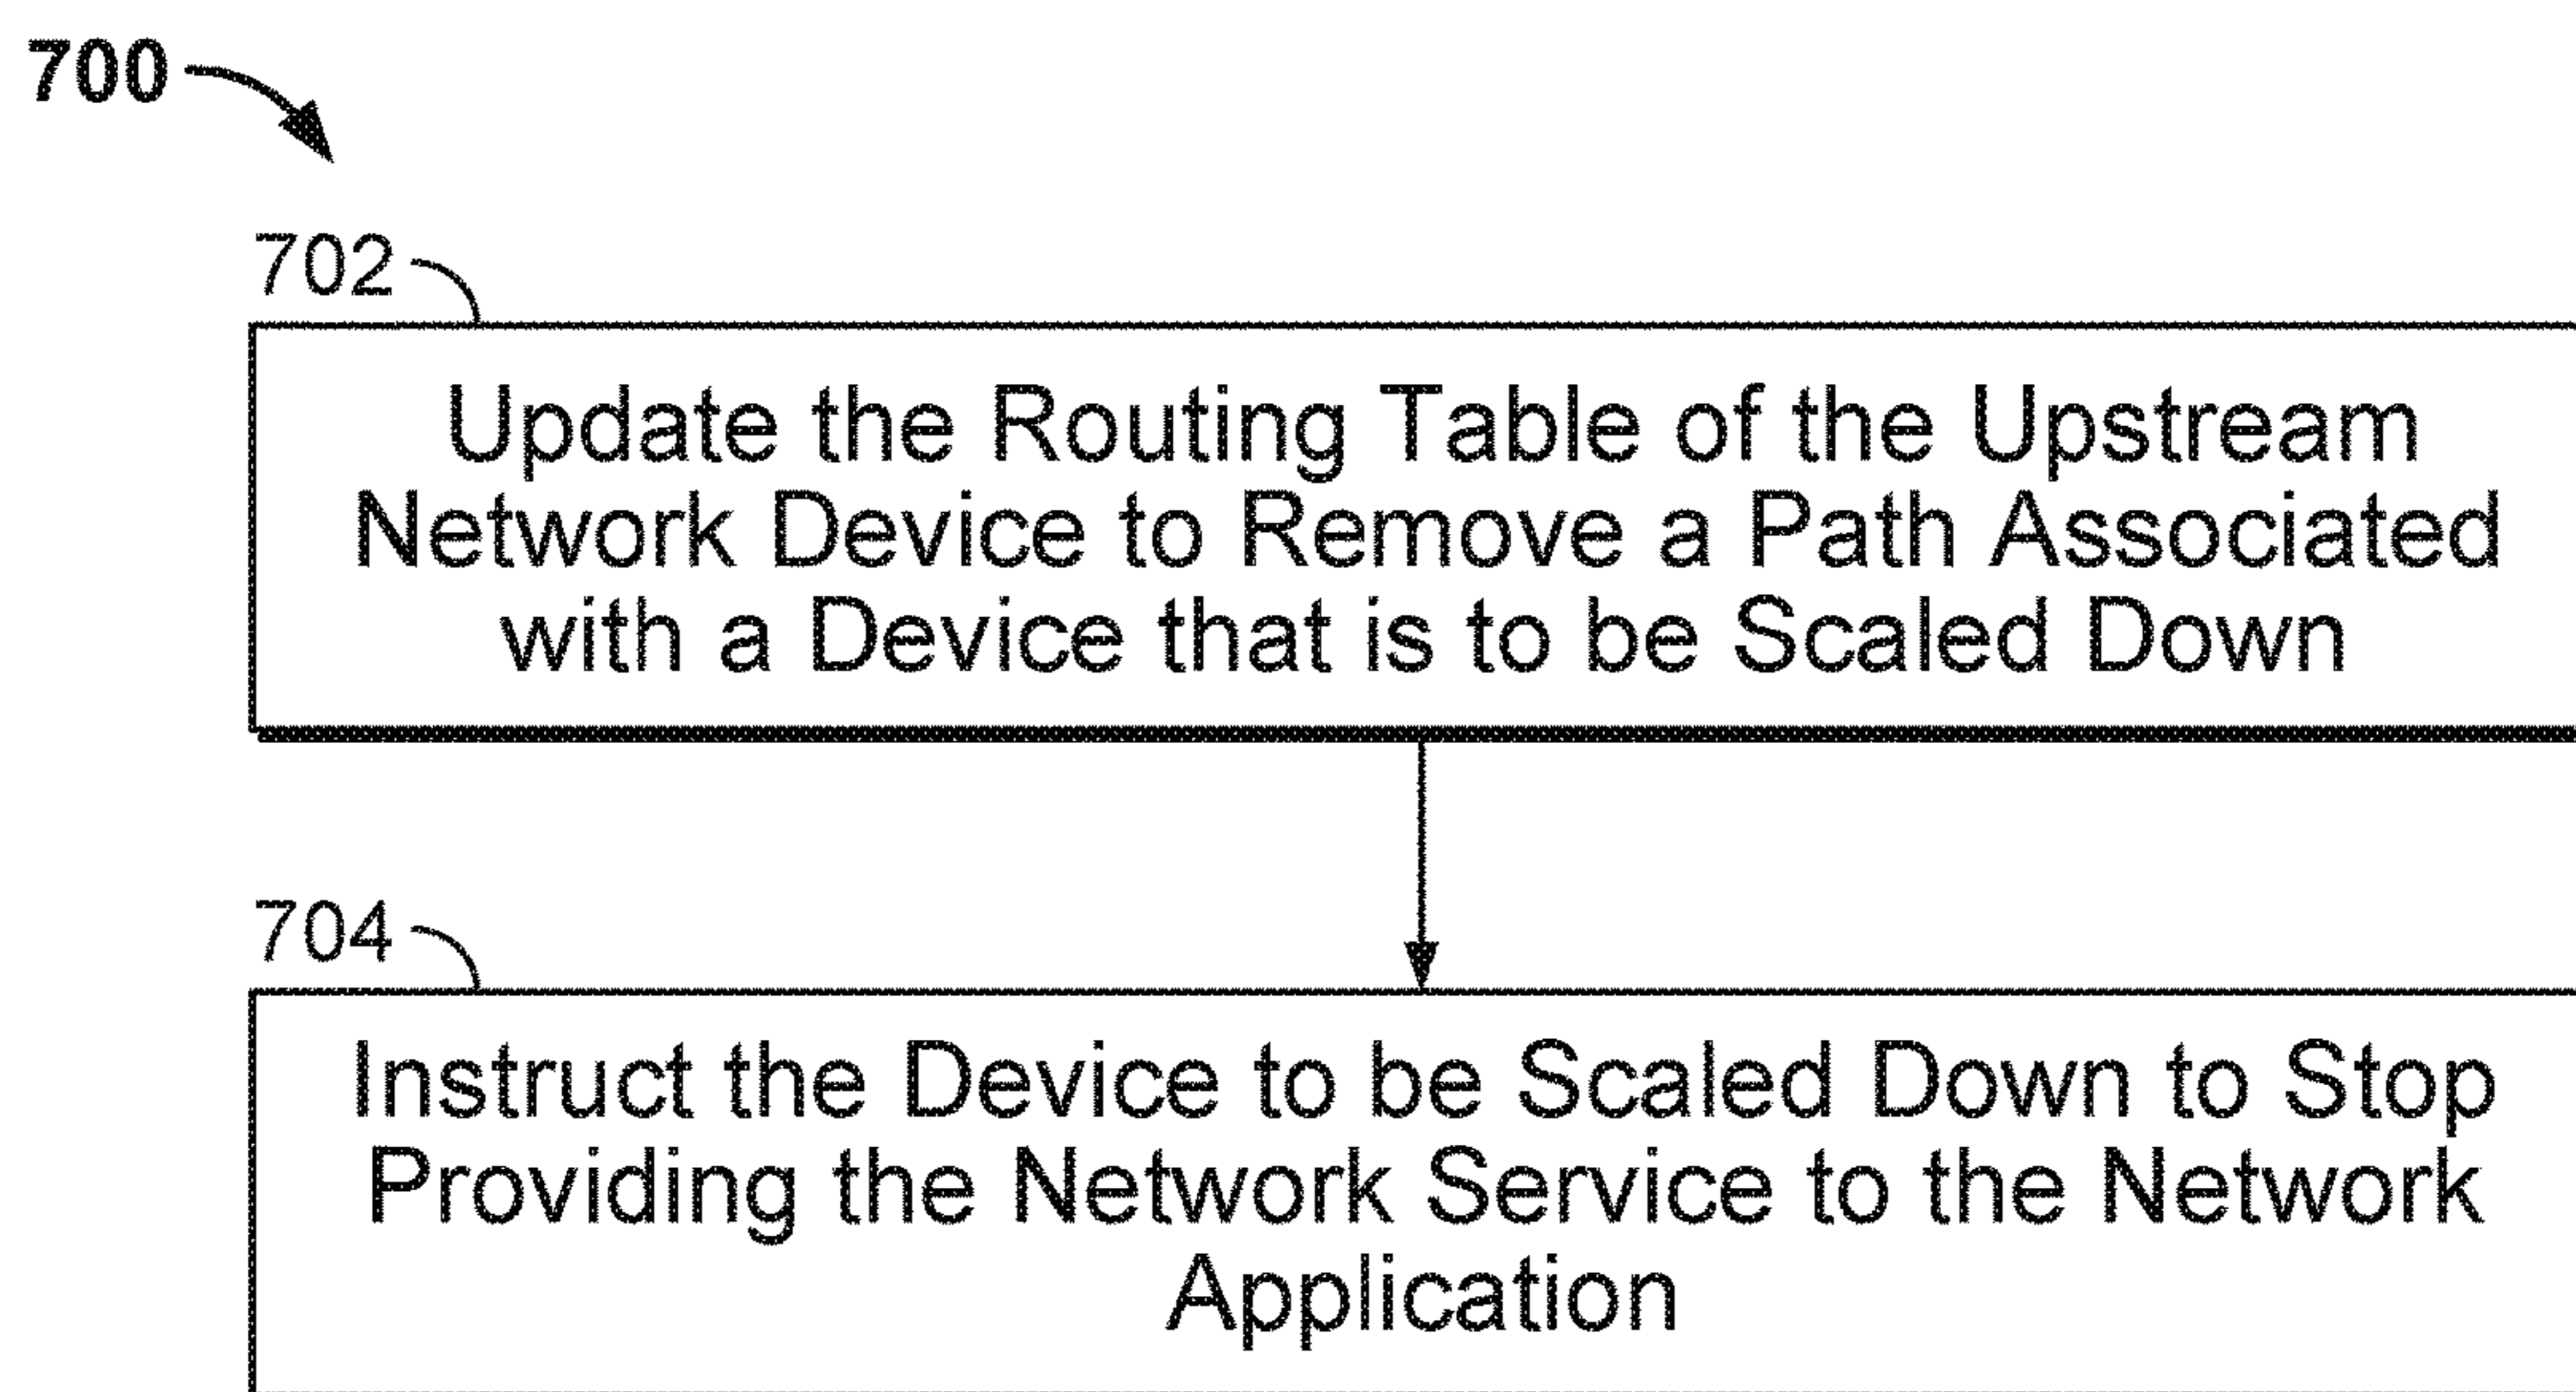 700
702
Update the Routing Table of the Upstream
Network Device to Remove a Path Associated
with a Device that is to be Scaled Down
704
Instruct the Device to be Scaled Down to Stop
Providing the Network Service to the Network
Application